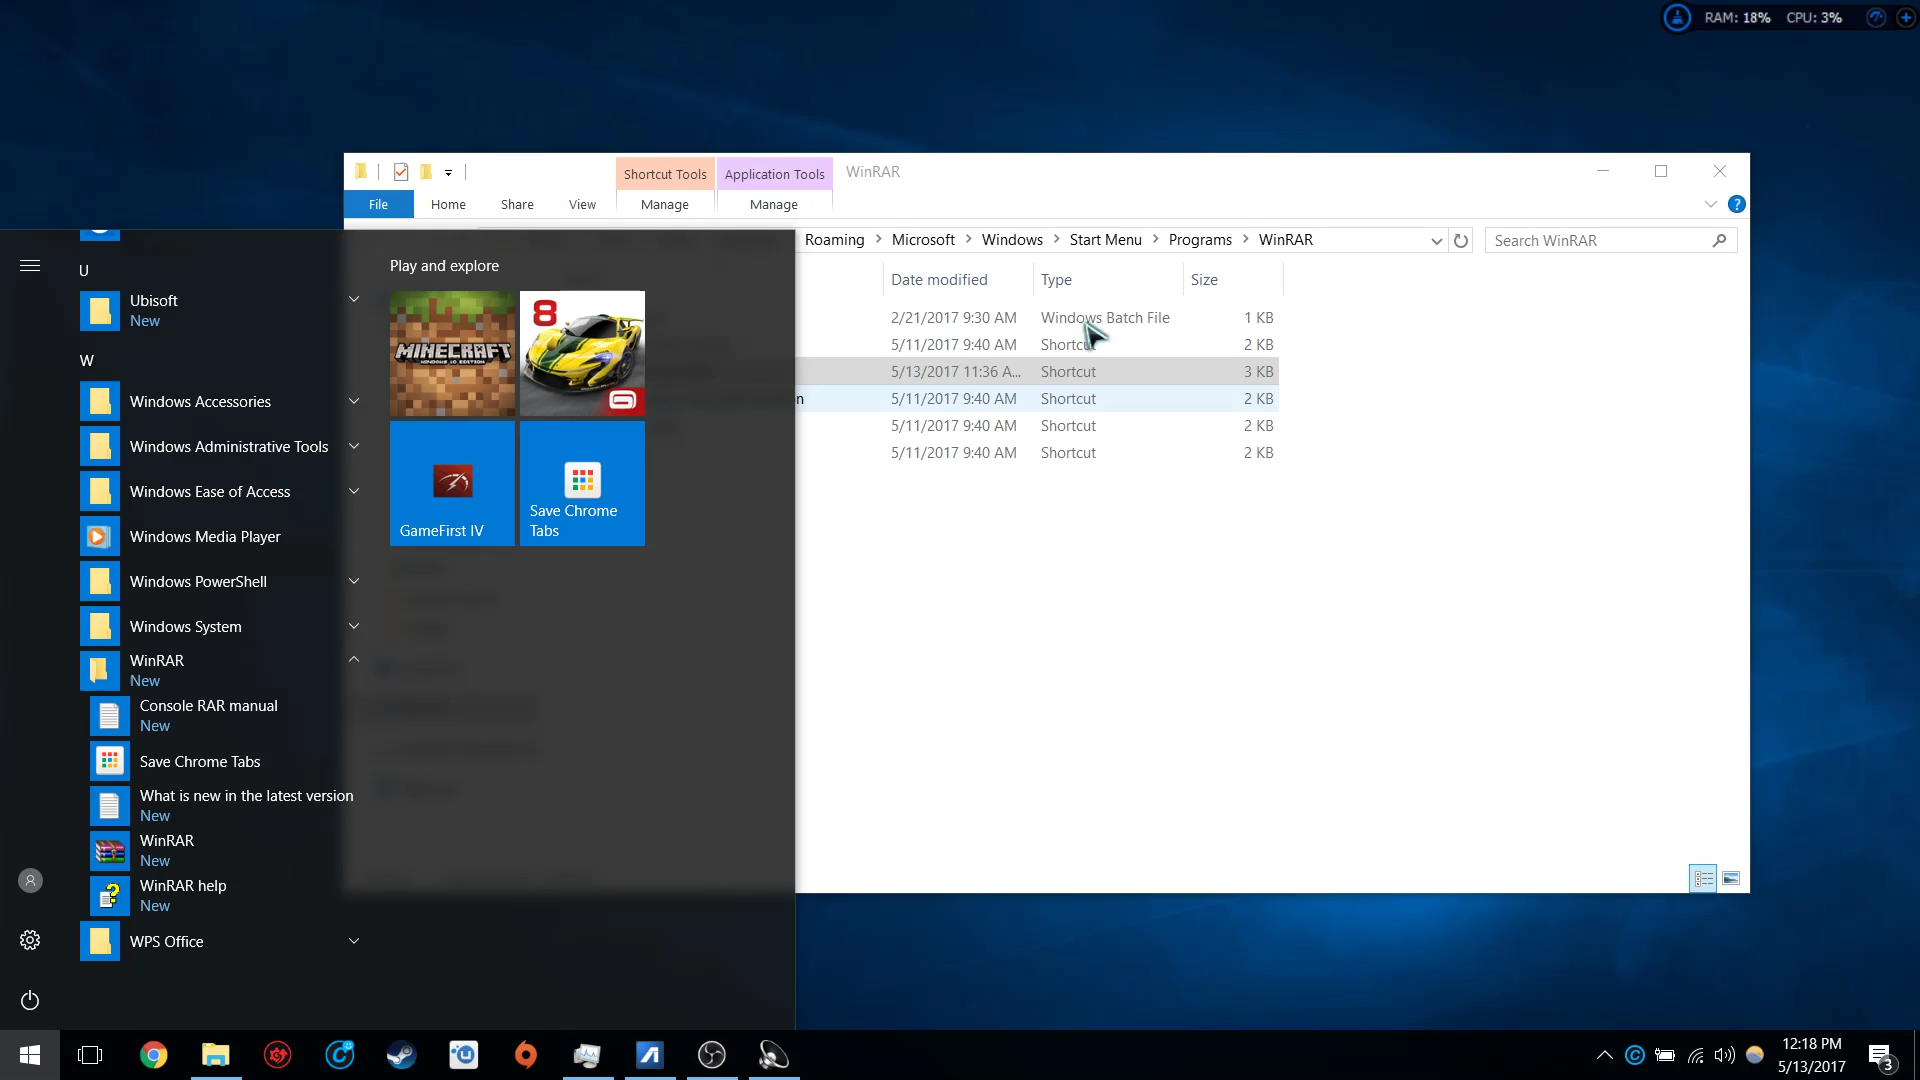 RAM: 18% CPU: 3%
Shortcut Tools Application Tools WinRAR
File Home Share View Manage Manage
Roaming Microsoft Windows Start Menu Programs WinRAR
Search WinRAR
Date modified Type Size
2/21/2017 9:30 AM Windows Batch File 1 KB
5/11/2017 9:40 AM Shortcut 2 KB
5/13/2017 11:36 A... Shortcut 3 KB
n 5/11/2017 9:40 AM Shortcut 2 KB
5/11/2017 9:40 AM Shortcut 2 KB
5/11/2017 9:40 AM Shortcut 2 KB
U
Ubisoft
New
W
Windows Accessories
Windows Administrative Tools
Windows Ease of Access
Windows Media Player
Windows PowerShell
Windows System
WinRAR
New
Console RAR manual
New
Save Chrome Tabs
What is new in the latest version
New
WinRAR
New
WinRAR help
New
WPS Office
Play and explore
MINECRAFT
WINDOWS 10 EDITION
8
GameFirst IV
Save Chrome
Tabs
12:18 PM
5/13/2017
3